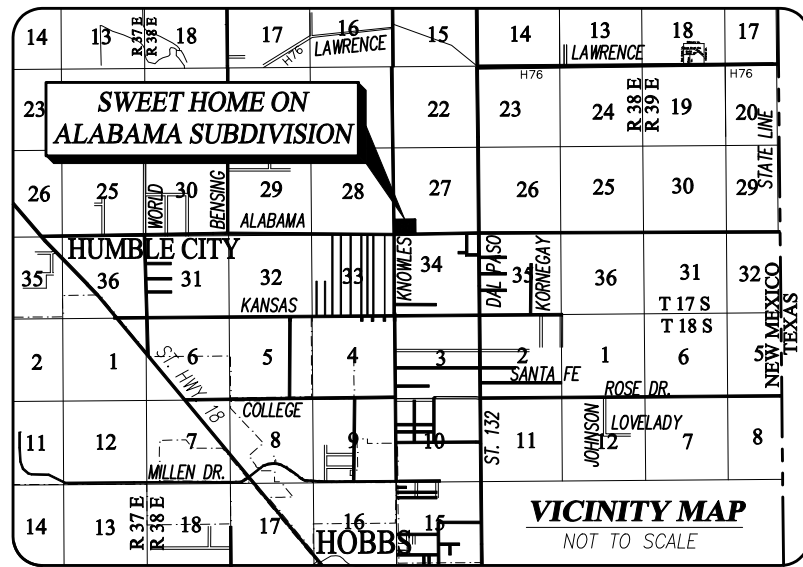 14 13 R 37 E R 38 E 18 17 16 15 14 13 18 17
LAWRENCE LAWRENCE
H76 H76 H76
23 SWEET HOME ON
ALABAMA SUBDIVISION
22 23 24 R 38 E R 39 E 19 20
STATE LINE
26 25 WORLD 30 BENSING 29 28 27 26 25 30 29
ALABAMA
HUMBLE CITY
35 36 31 32 33 KNOWLES 34 DAL PASO 35 KORNEGAY 36 31 32
KANSAS
T 17 S
T 18 S
NEW MEXICO
TEXAS
2 1 6 5 4 3 2 1 6 5
ST. HWY 18
SANTA FE
ROSE DR.
COLLEGE
11 12 7 8 9 10 ST. 132 11 JOHNSON 12 LOVELADY 7 8
MILLEN DR.
14 13 R 37 E R 38 E 18 17 16 15
HOBBS
VICINITY MAP
NOT TO SCALE